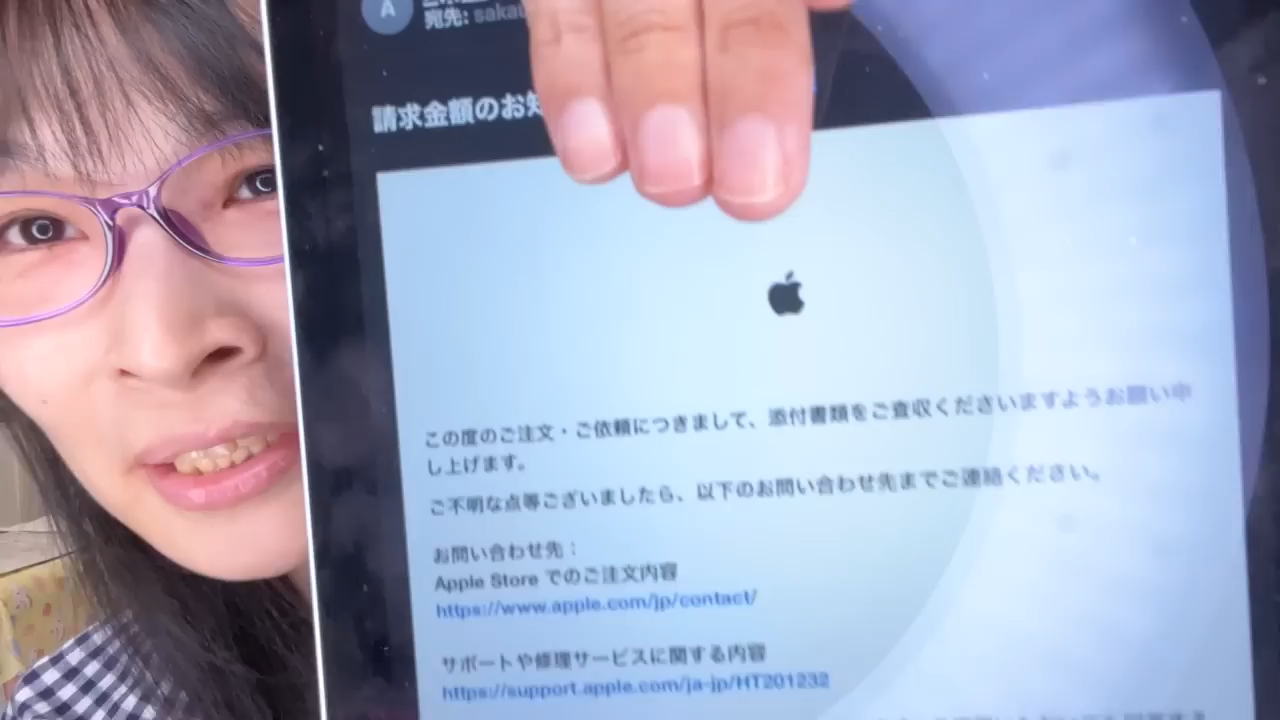 A
宛先: saka
請求金額のお知
この度のご注文・ご依頼につきまして、添付書類をご査収くださいますようお願い申
し上げます。
ご不明な点等ございましたら、以下のお問い合わせ先までご連絡ください。
お問い合わせ先：
Apple Store でのご注文内容
https://www.apple.com/jp/contact/
サポートや修理サービスに関する内容
https://support.apple.com/ja-jp/HT201232